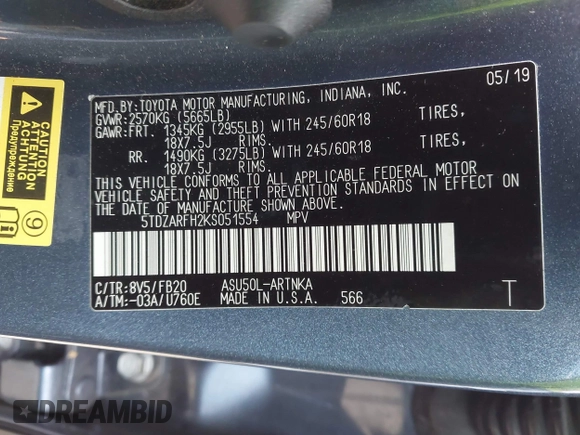 05/19
MFD.BY:TOYOTA MOTOR MANUFACTURING, INDIANA, INC.
GVWR:2570KG (5665LB)
GAWR:FRT. 1345KG (2955LB) WITH 245/60R18 TIRES,
18X7.5J RIMS.
RR. 1490KG (3275LB) WITH 245/60R18 TIRES,
18X7.5J RIMS.
THIS VEHICLE CONFORMS TO ALL APPLICABLE FEDERAL MOTOR
VEHICLE SAFETY AND THEFT PREVENTION STANDARDS IN EFFECT ON
THE DATE OF MANUFACTURE SHOWN ABOVE.
5TDZARFH2KS051554 MPV
C/TR:8V5/FB20 ASU50L-ARTNKA
A/TM:-03A/U760E MADE IN U.S.A. 566
T
CAUTION
ATTENTION
Предупреждение
9
DREAMBID